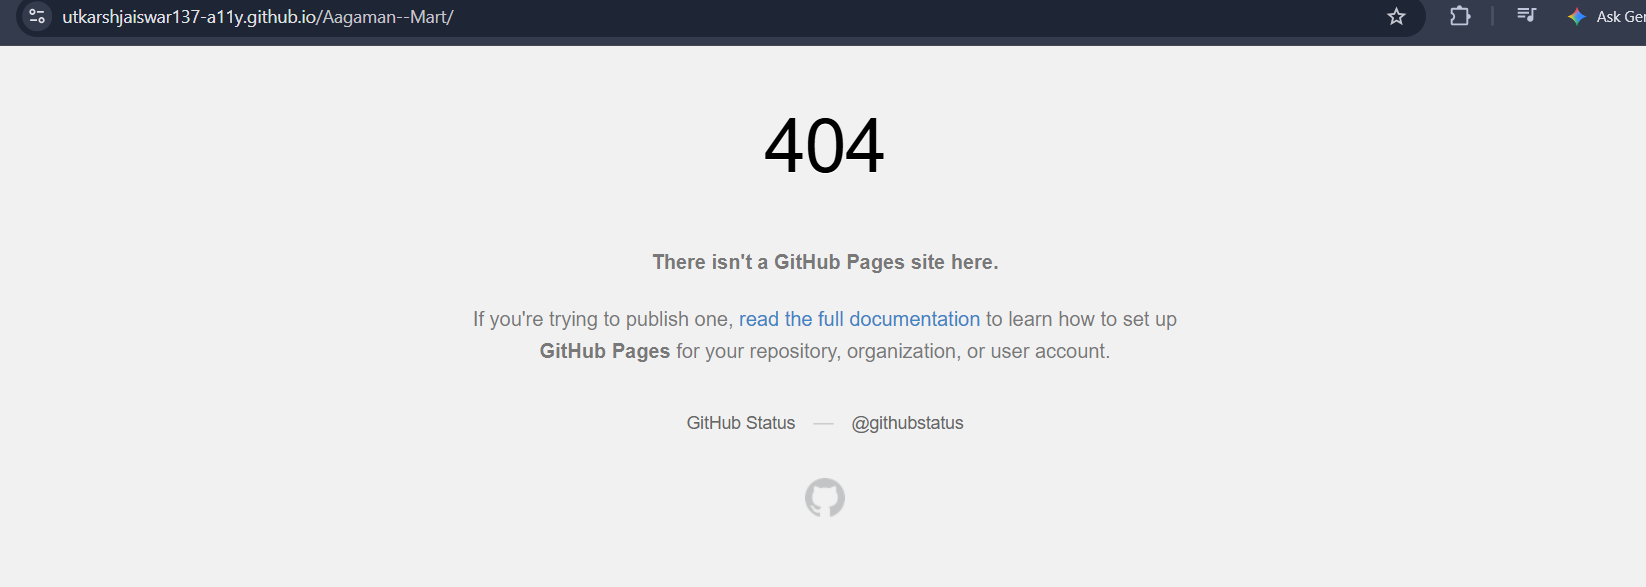 utkarshjaiswar137-a11y.github.io/Aagaman--Mart/
Ask Ge
404
There isn't a GitHub Pages site here.
If you're trying to publish one, read the full documentation to learn how to set up
GitHub Pages for your repository, organization, or user account.
GitHub Status — @githubstatus